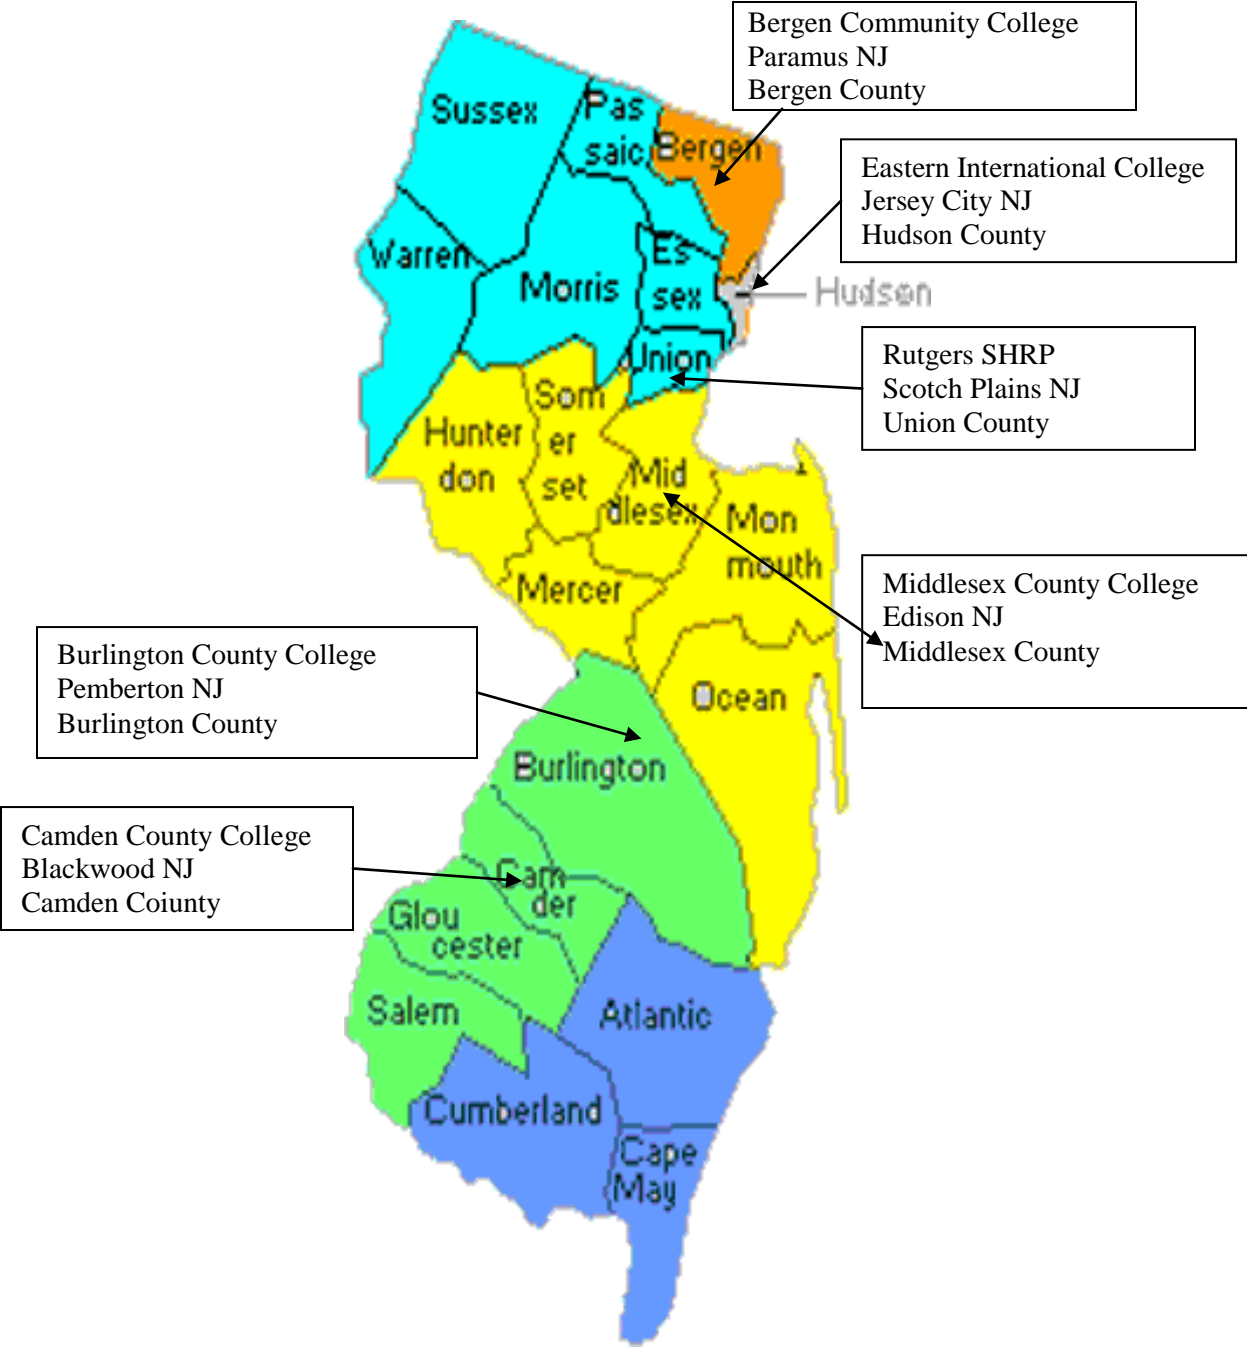 Bergen Community College
Paramus NJ
Bergen County
Sussex
Pas
saic
Bergen
Eastern International College
Jersey City NJ
Hudson County
Warren
Es
sex
Morris
Hudson
Union
Rutgers SHRP
Scotch Plains NJ
Union County
Som
er
set
Hunter
don
Mid
dlesex
Mon
mouth
Mercer
Middlesex County College
Edison NJ
Middlesex County
Burlington County College
Pemberton NJ
Burlington County
Ocean
Burlington
Camden County College
Blackwood NJ
Camden Coiunty
Cam
der
Glou
cester
Salem
Atlantic
Cumberland
Cape
May